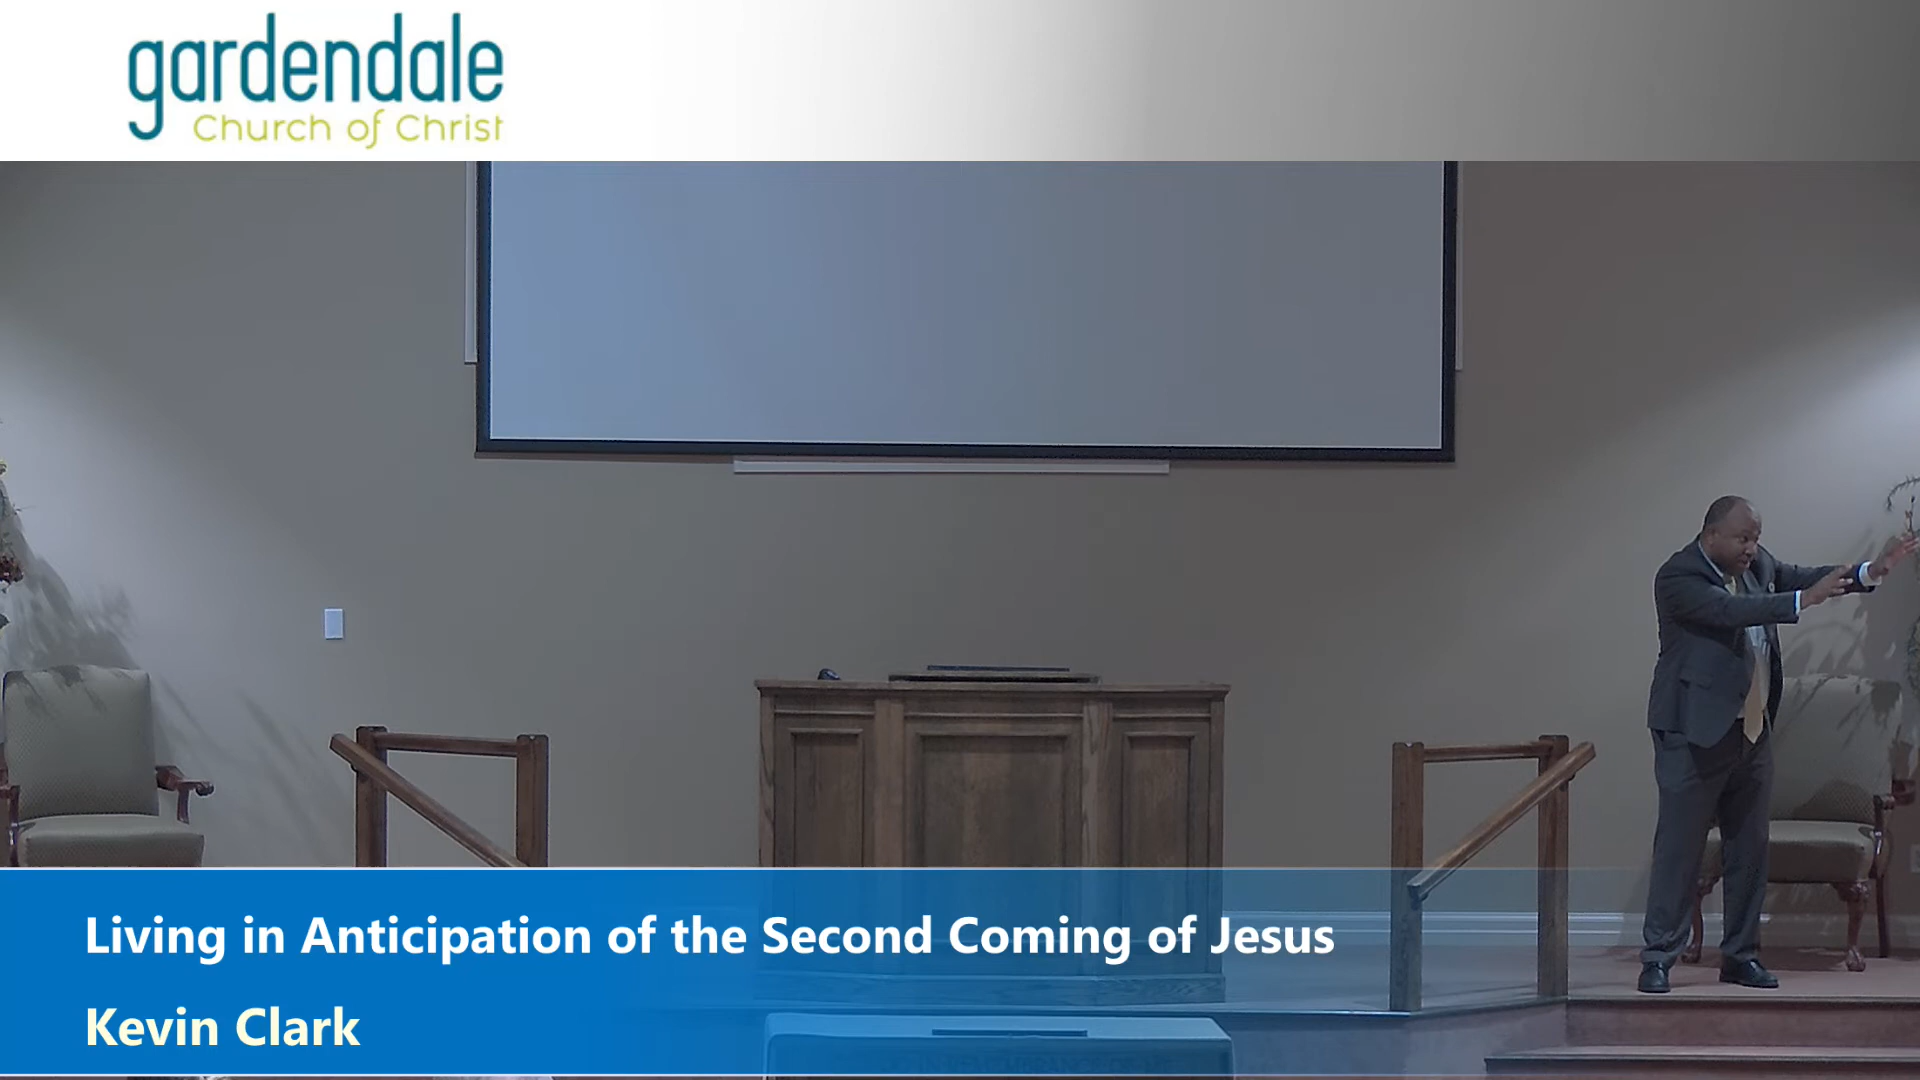 gardendale
Church of Christ
Living in Anticipation of the Second Coming of Jesus
Kevin Clark